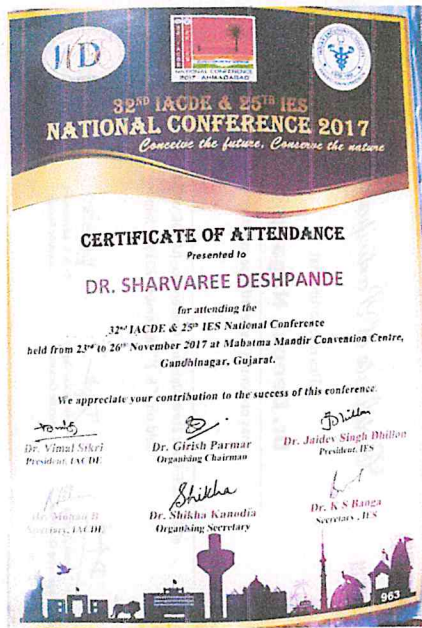 NATIONAL CONFERENCE
2017 AHMADABAD
32ND IACDE & 25TH IES
NATIONAL CONFERENCE 2017
Conceive the future, Conserve the nature
CERTIFICATE OF ATTENDANCE
Presented to
DR. SHARVAREE DESHPANDE
for attending the
32nd IACDE & 25th IES National Conference
held from 23rd to 26th November 2017 at Mahatma Mandir Convention Centre,
Gandhinagar, Gujarat.
We appreciate your contribution to the success of this conference.
Dr. Vimal Sikri
President, IACDE
Dr. Girish Parmar
Organising Chairman
Dr. Jaidev Singh Dhillon
President, IES
Dr. Mohan B
Secretary, IACDE
Shikha
Dr. Shikha Kanodia
Organising Secretary
Dr. K S Banga
Secretary, IES
963